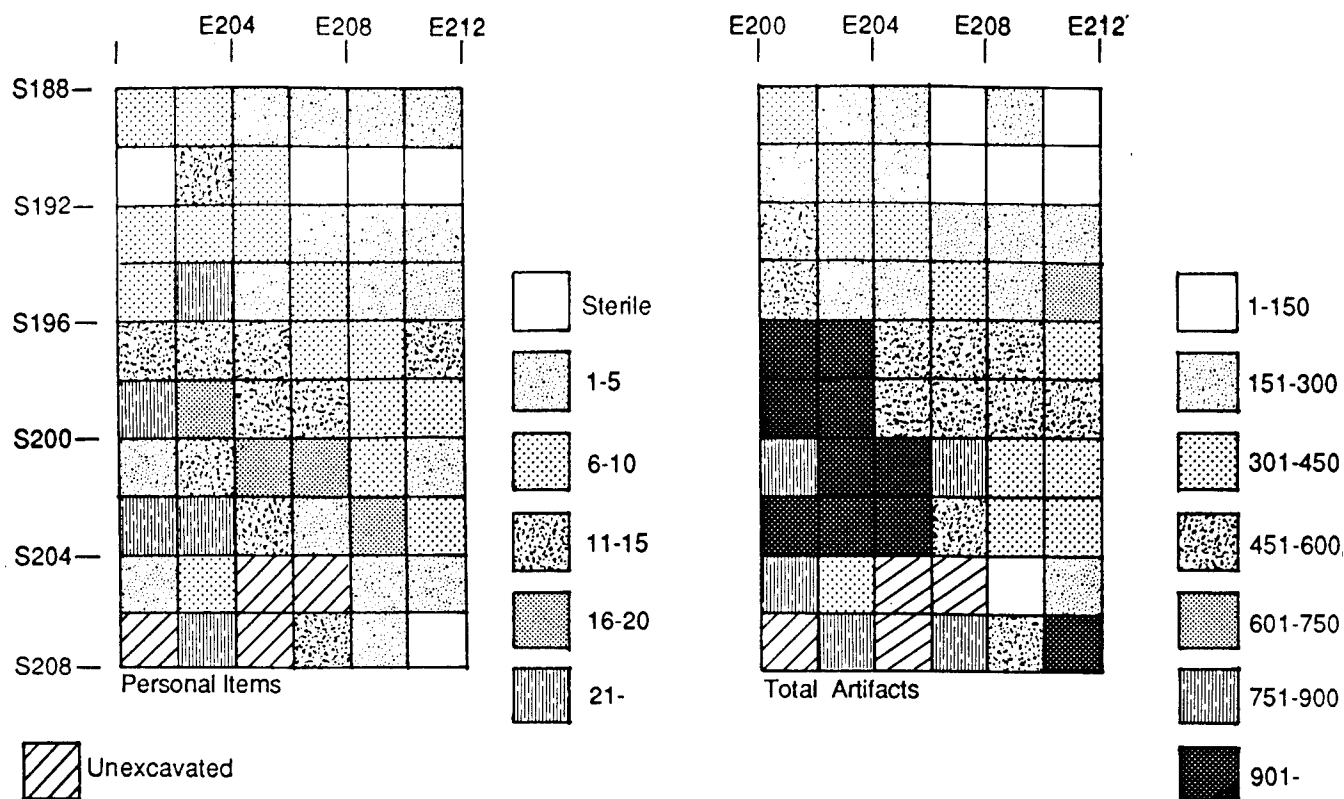 E204 E208 E212
E200 E204 E208 E212'
S188
S192
S196
S200
S204
S208
Sterile
1-5
6-10
11-15
16-20
21-
1-150
151-300
301-450
451-600
601-750
751-900
901-
Personal Items
Total Artifacts
Unexcavated